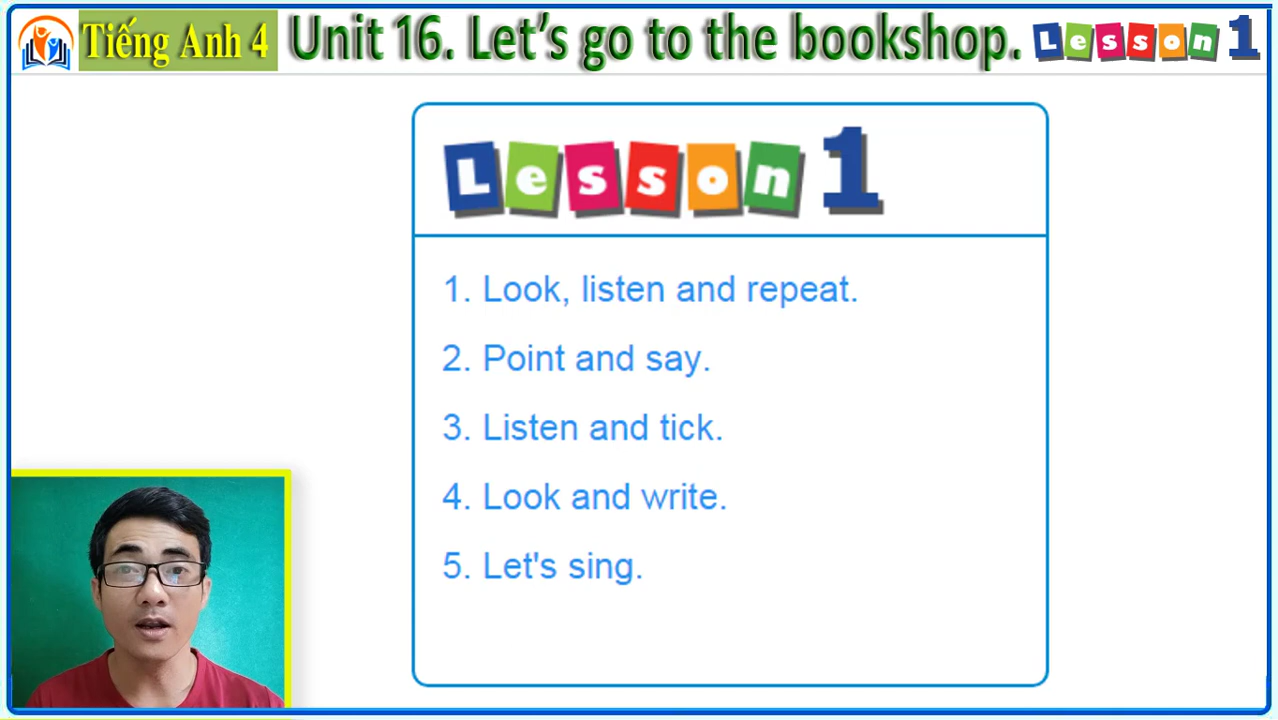 Tiếng Anh 4 Unit 16. Let's go to the bookshop. Lesson 1
Lesson 1
1. Look, listen and repeat.
2. Point and say.
3. Listen and tick.
4. Look and write.
5. Let's sing.